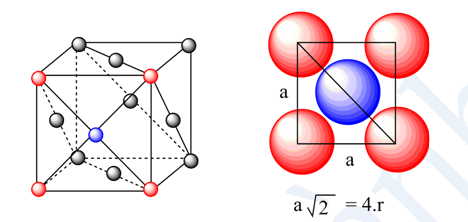 a
a
a√2 = 4.r